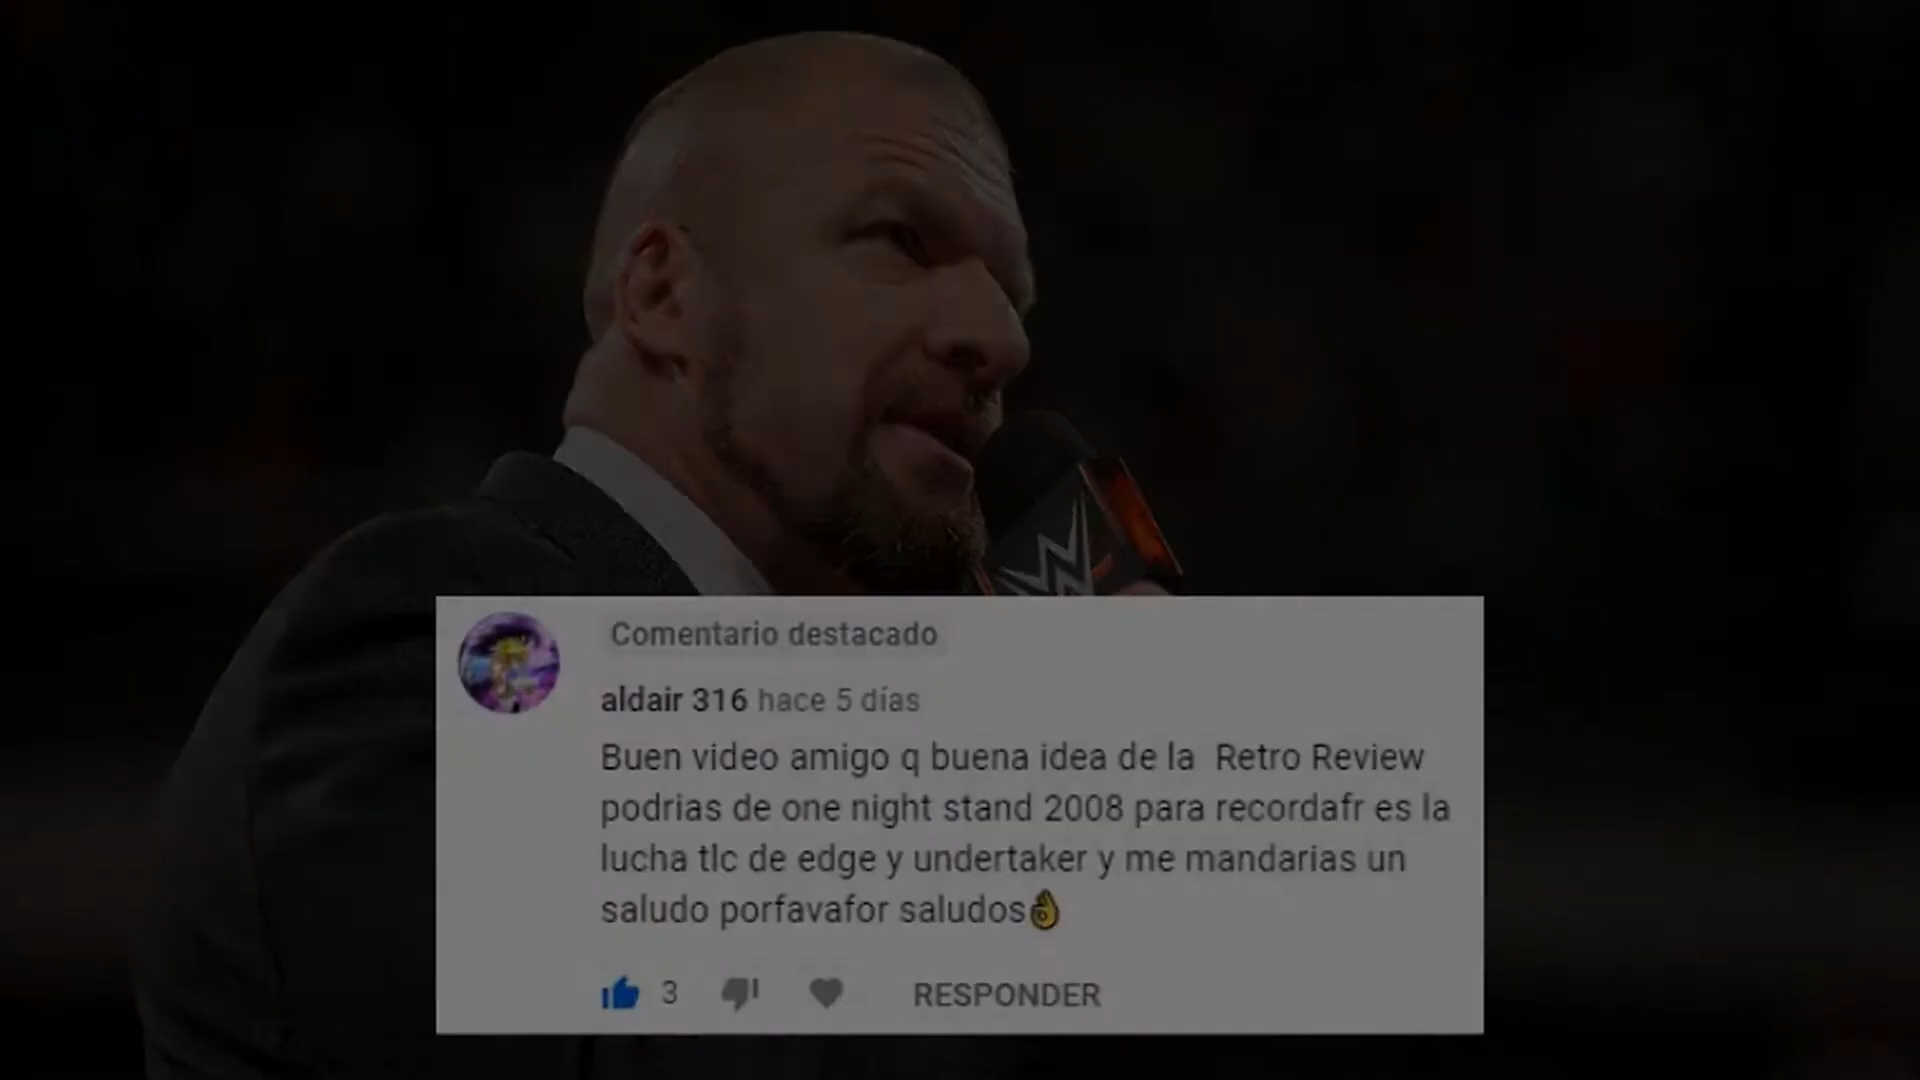 Comentario destacado
aldair 316 hace 5 días
Buen video amigo q buena idea de la  Retro Review
podrias de one night stand 2008 para recordafr es la
lucha tlc de edge y undertaker y me mandarias un
saludo porfavafor saludos👌
3
RESPONDER